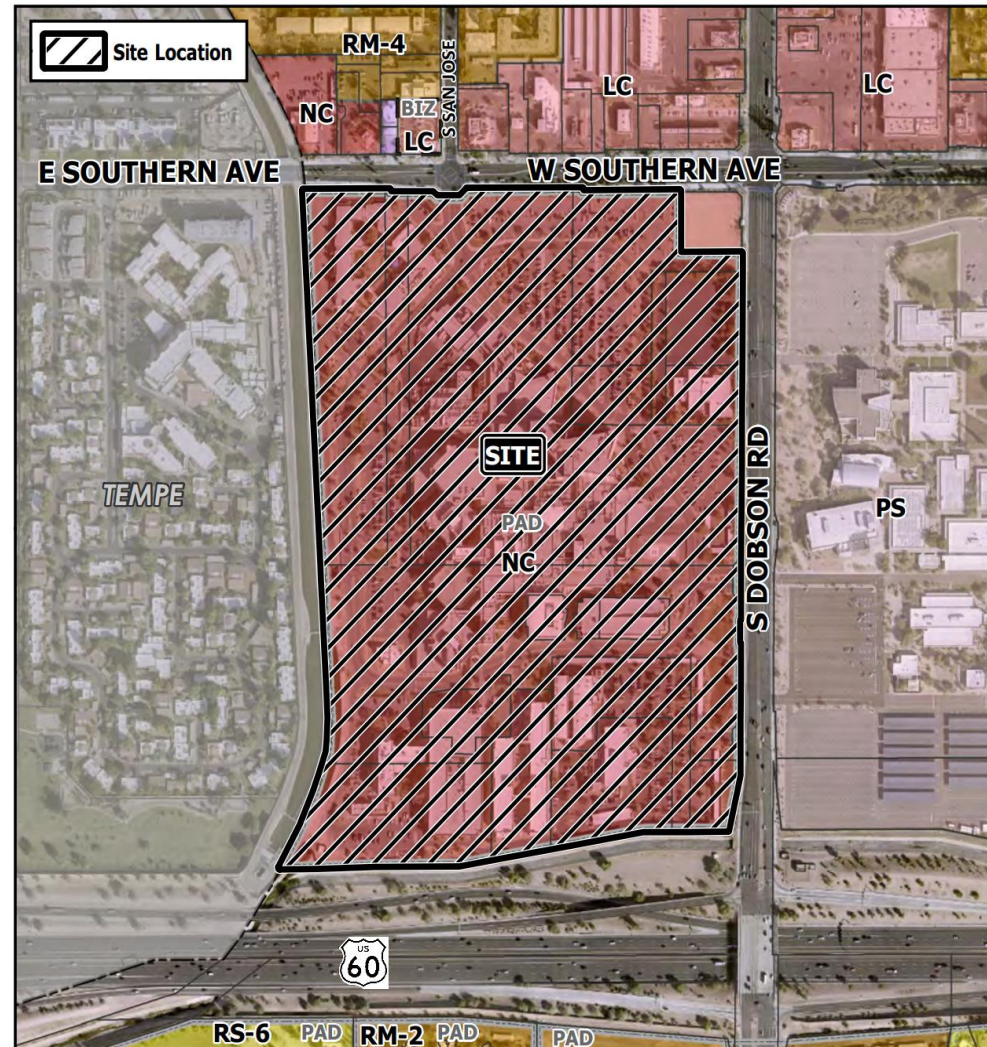 Site Location
RM-4
S SAN JOSE
LC
LC
NC
BIZ
LC
E SOUTHERN AVE
W SOUTHERN AVE
SITE
TEMPE
PAD
NC
S DOBSON RD
PS
US
60
RS-6 PAD RM-2 PAD PAD